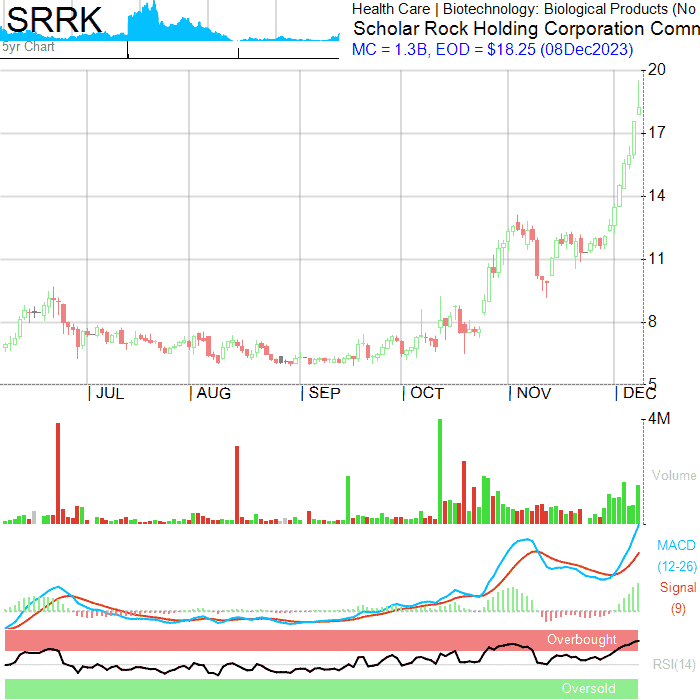 SRRK
5yr Chart
Health Care | Biotechnology: Biological Products (No
Scholar Rock Holding Corporation Comm
MC = 1.3B, EOD = $18.25 (08Dec2023)
20
17
14
11
8
5
JUL AUG SEP OCT NOV DEC
4M
Volume
MACD
(12-26)
Signal
(9)
Overbought
RSI(14)
Oversold